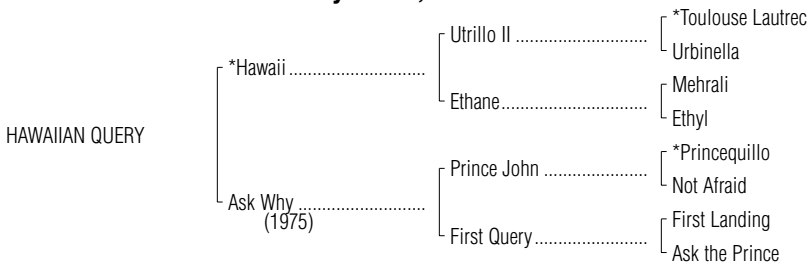 *Toulouse Lautrec
Utrillo II ............................
Urbinella
*Hawaii .............................
Mehrali
Ethane...............................
Ethyl
HAWAIIAN QUERY
*Princequillo
Prince John ......................
Not Afraid
Ask Why ...........................
(1975)
First Landing
First Query........................
Ask the Prince